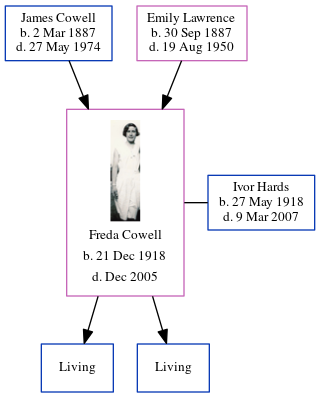 James Cowell
b. 2 Mar 1887
d. 27 May 1974
Emily Lawrence
b. 30 Sep 1887
d. 19 Aug 1950
Freda Cowell
b. 21 Dec 1918
d. Dec 2005
Ivor Hards
b. 27 May 1918
d. 9 Mar 2007
Living
Living